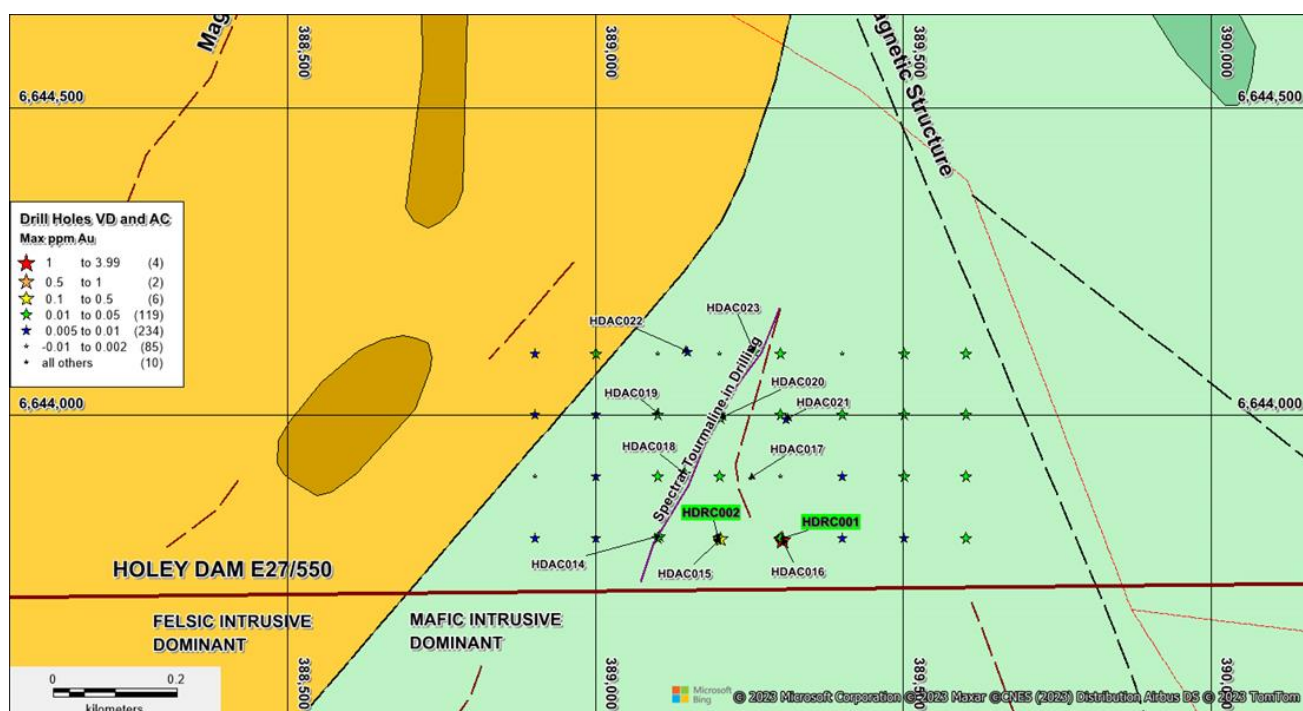 Mag
388,500
389,000
agnetic Structure
389,500
390,000
6,644,500
6,644,500
Drill Holes VD and AC
Max ppm Au
1 to 3.99 (4)
0.5 to 1 (2)
0.1 to 0.5 (6)
0.01 to 0.05 (119)
0.005 to 0.01 (234)
-0.01 to 0.002 (85)
all others (10)
HDAC022
HDAC023
Spectral Tourmaline in Drilling
6,644,000
HDAC019
HDAC020
HDAC021
6,644,000
HDAC018
HDAC017
HDRC002
HDRC001
HDAC014
HDAC015
HDAC016
HOLEY DAM E27/550
FELSIC INTRUSIVE
DOMINANT
MAFIC INTRUSIVE
DOMINANT
388,500
389,000
389,500
390,000
0 0.2
kilometers
Microsoft
Bing
© 2023 Microsoft Corporation © 2023 Maxar ©CNES (2023) Distribution Airbus DS © 2023 TomTom